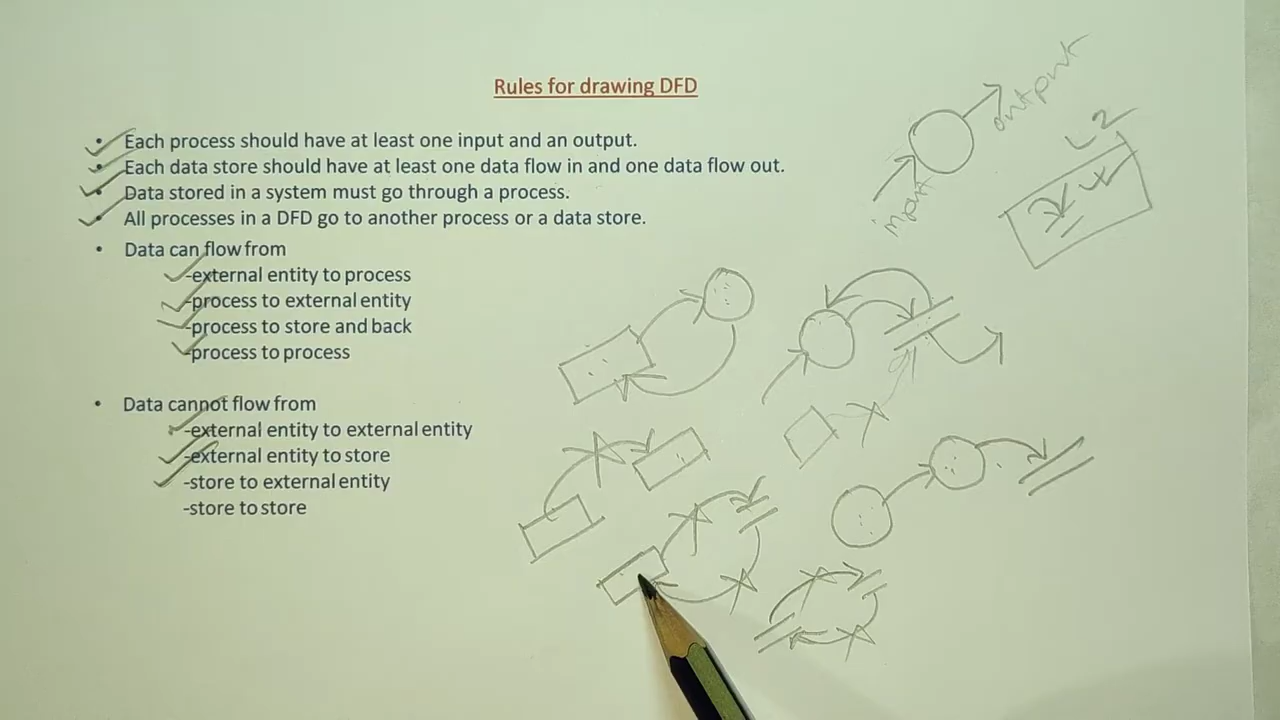 Rules for drawing DFD
• Each process should have at least one input and an output.
• Each data store should have at least one data flow in and one data flow out.
• Data stored in a system must go through a process.
• All processes in a DFD go to another process or a data store.
• Data can flow from
-external entity to process
-process to external entity
-process to store and back
-process to process
• Data cannot flow from
-external entity to external entity
-external entity to store
-store to external entity
-store to store
input
output
L2